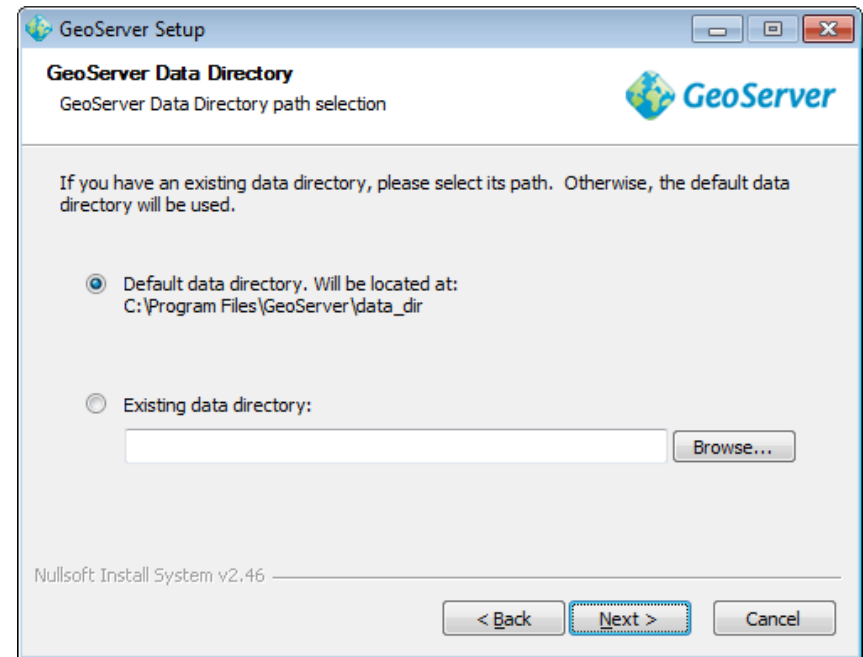 GeoServer Setup
GeoServer Data Directory
GeoServer Data Directory path selection
GeoServer
If you have an existing data directory, please select its path.  Otherwise, the default data
directory will be used.
Default data directory. Will be located at:
C:\Program Files\GeoServer\data_dir
Existing data directory:
Browse...
Nullsoft Install System v2.46
< Back
Next >
Cancel